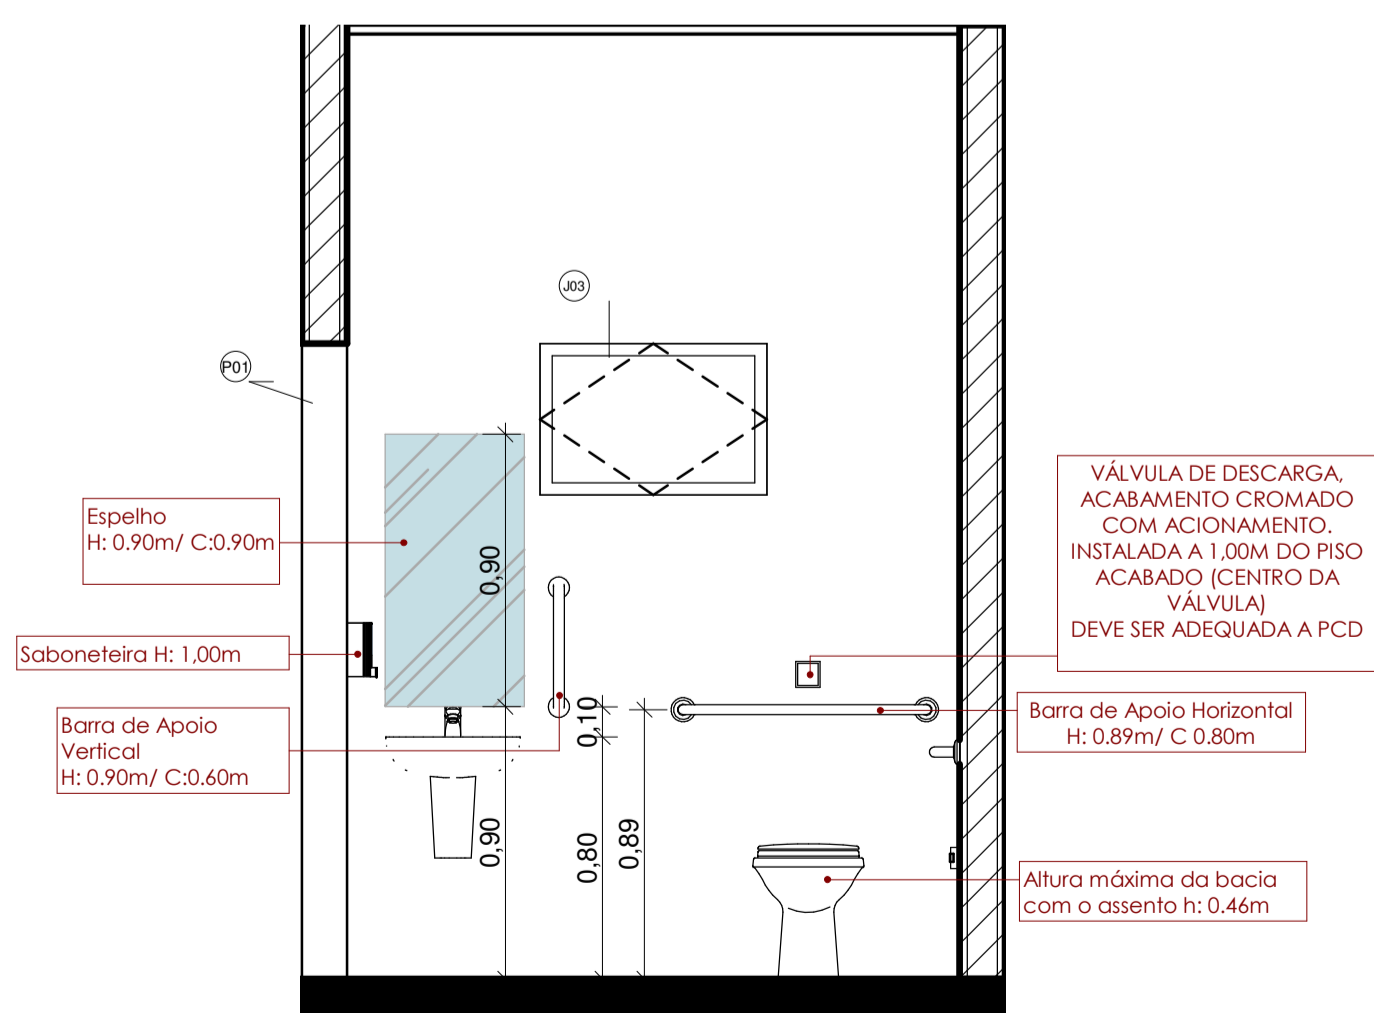 J03
P01
Espelho
H: 0.90m/ C:0.90m
Saboneteira H: 1,00m
Barra de Apoio
Vertical
H: 0.90m/ C:0.60m
0,90
0,10
0,90
0,80
0,89
VÁLVULA DE DESCARGA,
ACABAMENTO CROMADO
COM ACIONAMENTO.
INSTALADA A 1,00M DO PISO
ACABADO (CENTRO DA
VÁLVULA)
DEVE SER ADEQUADA A PCD
Barra de Apoio Horizontal
H: 0.89m/ C 0.80m
Altura máxima da bacia
com o assento h: 0.46m